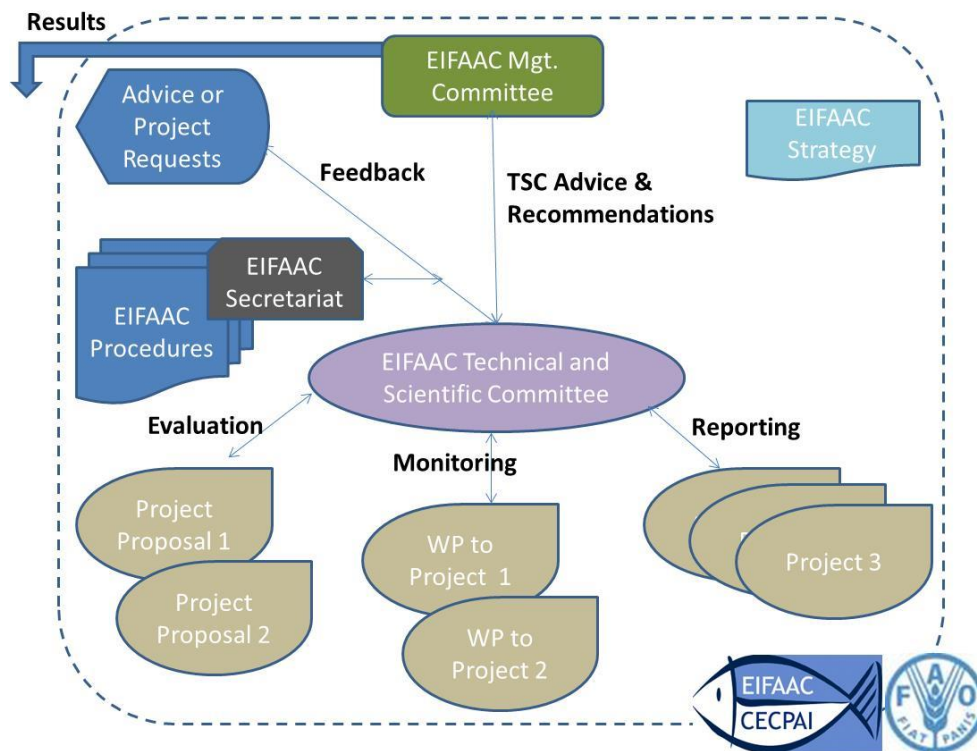 Results
EIFAAC Mgt.
Committee
Advice or
Project
Requests
EIFAAC
Strategy
Feedback
TSC Advice &
Recommendations
EIFAAC
Secretariat
EIFAAC
Procedures
EIFAAC Technical and
Scientific Committee
Evaluation
Monitoring
Reporting
Project
Proposal 1
Project
Proposal 2
WP to
Project 1
WP to
Project 2
Project 3
EIFAAC
CECPAI
F A O
FIAT PANIS